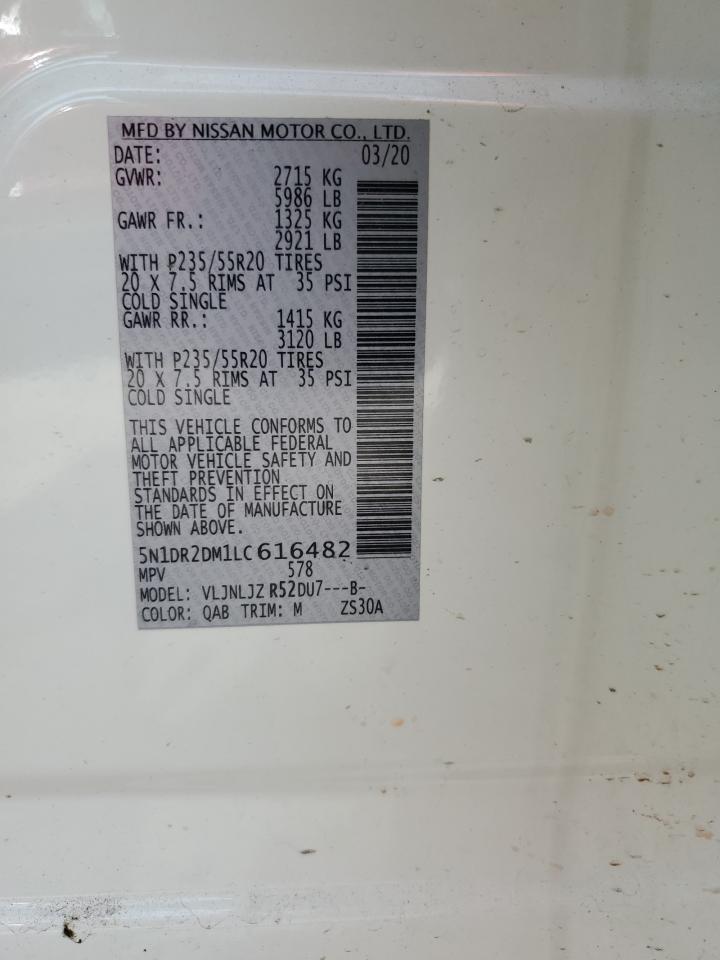 MFD BY NISSAN MOTOR CO., LTD.
DATE: 03/20
GVWR: 2715 KG
5986 LB
GAWR FR.: 1325 KG
2921 LB
WITH P235/55R20 TIRES
20 X 7.5 RIMS AT 35 PSI
COLD SINGLE
GAWR RR.: 1415 KG
3120 LB
WITH P235/55R20 TIRES
20 X 7.5 RIMS AT 35 PSI
COLD SINGLE
THIS VEHICLE CONFORMS TO
ALL APPLICABLE FEDERAL
MOTOR VEHICLE SAFETY AND
THEFT PREVENTION
STANDARDS IN EFFECT ON
THE DATE OF MANUFACTURE
SHOWN ABOVE.
5N1DR2DM1LC616482
MPV 578
MODEL: VLJNLJZ R52DU7---B-
COLOR: QAB TRIM: M ZS30A